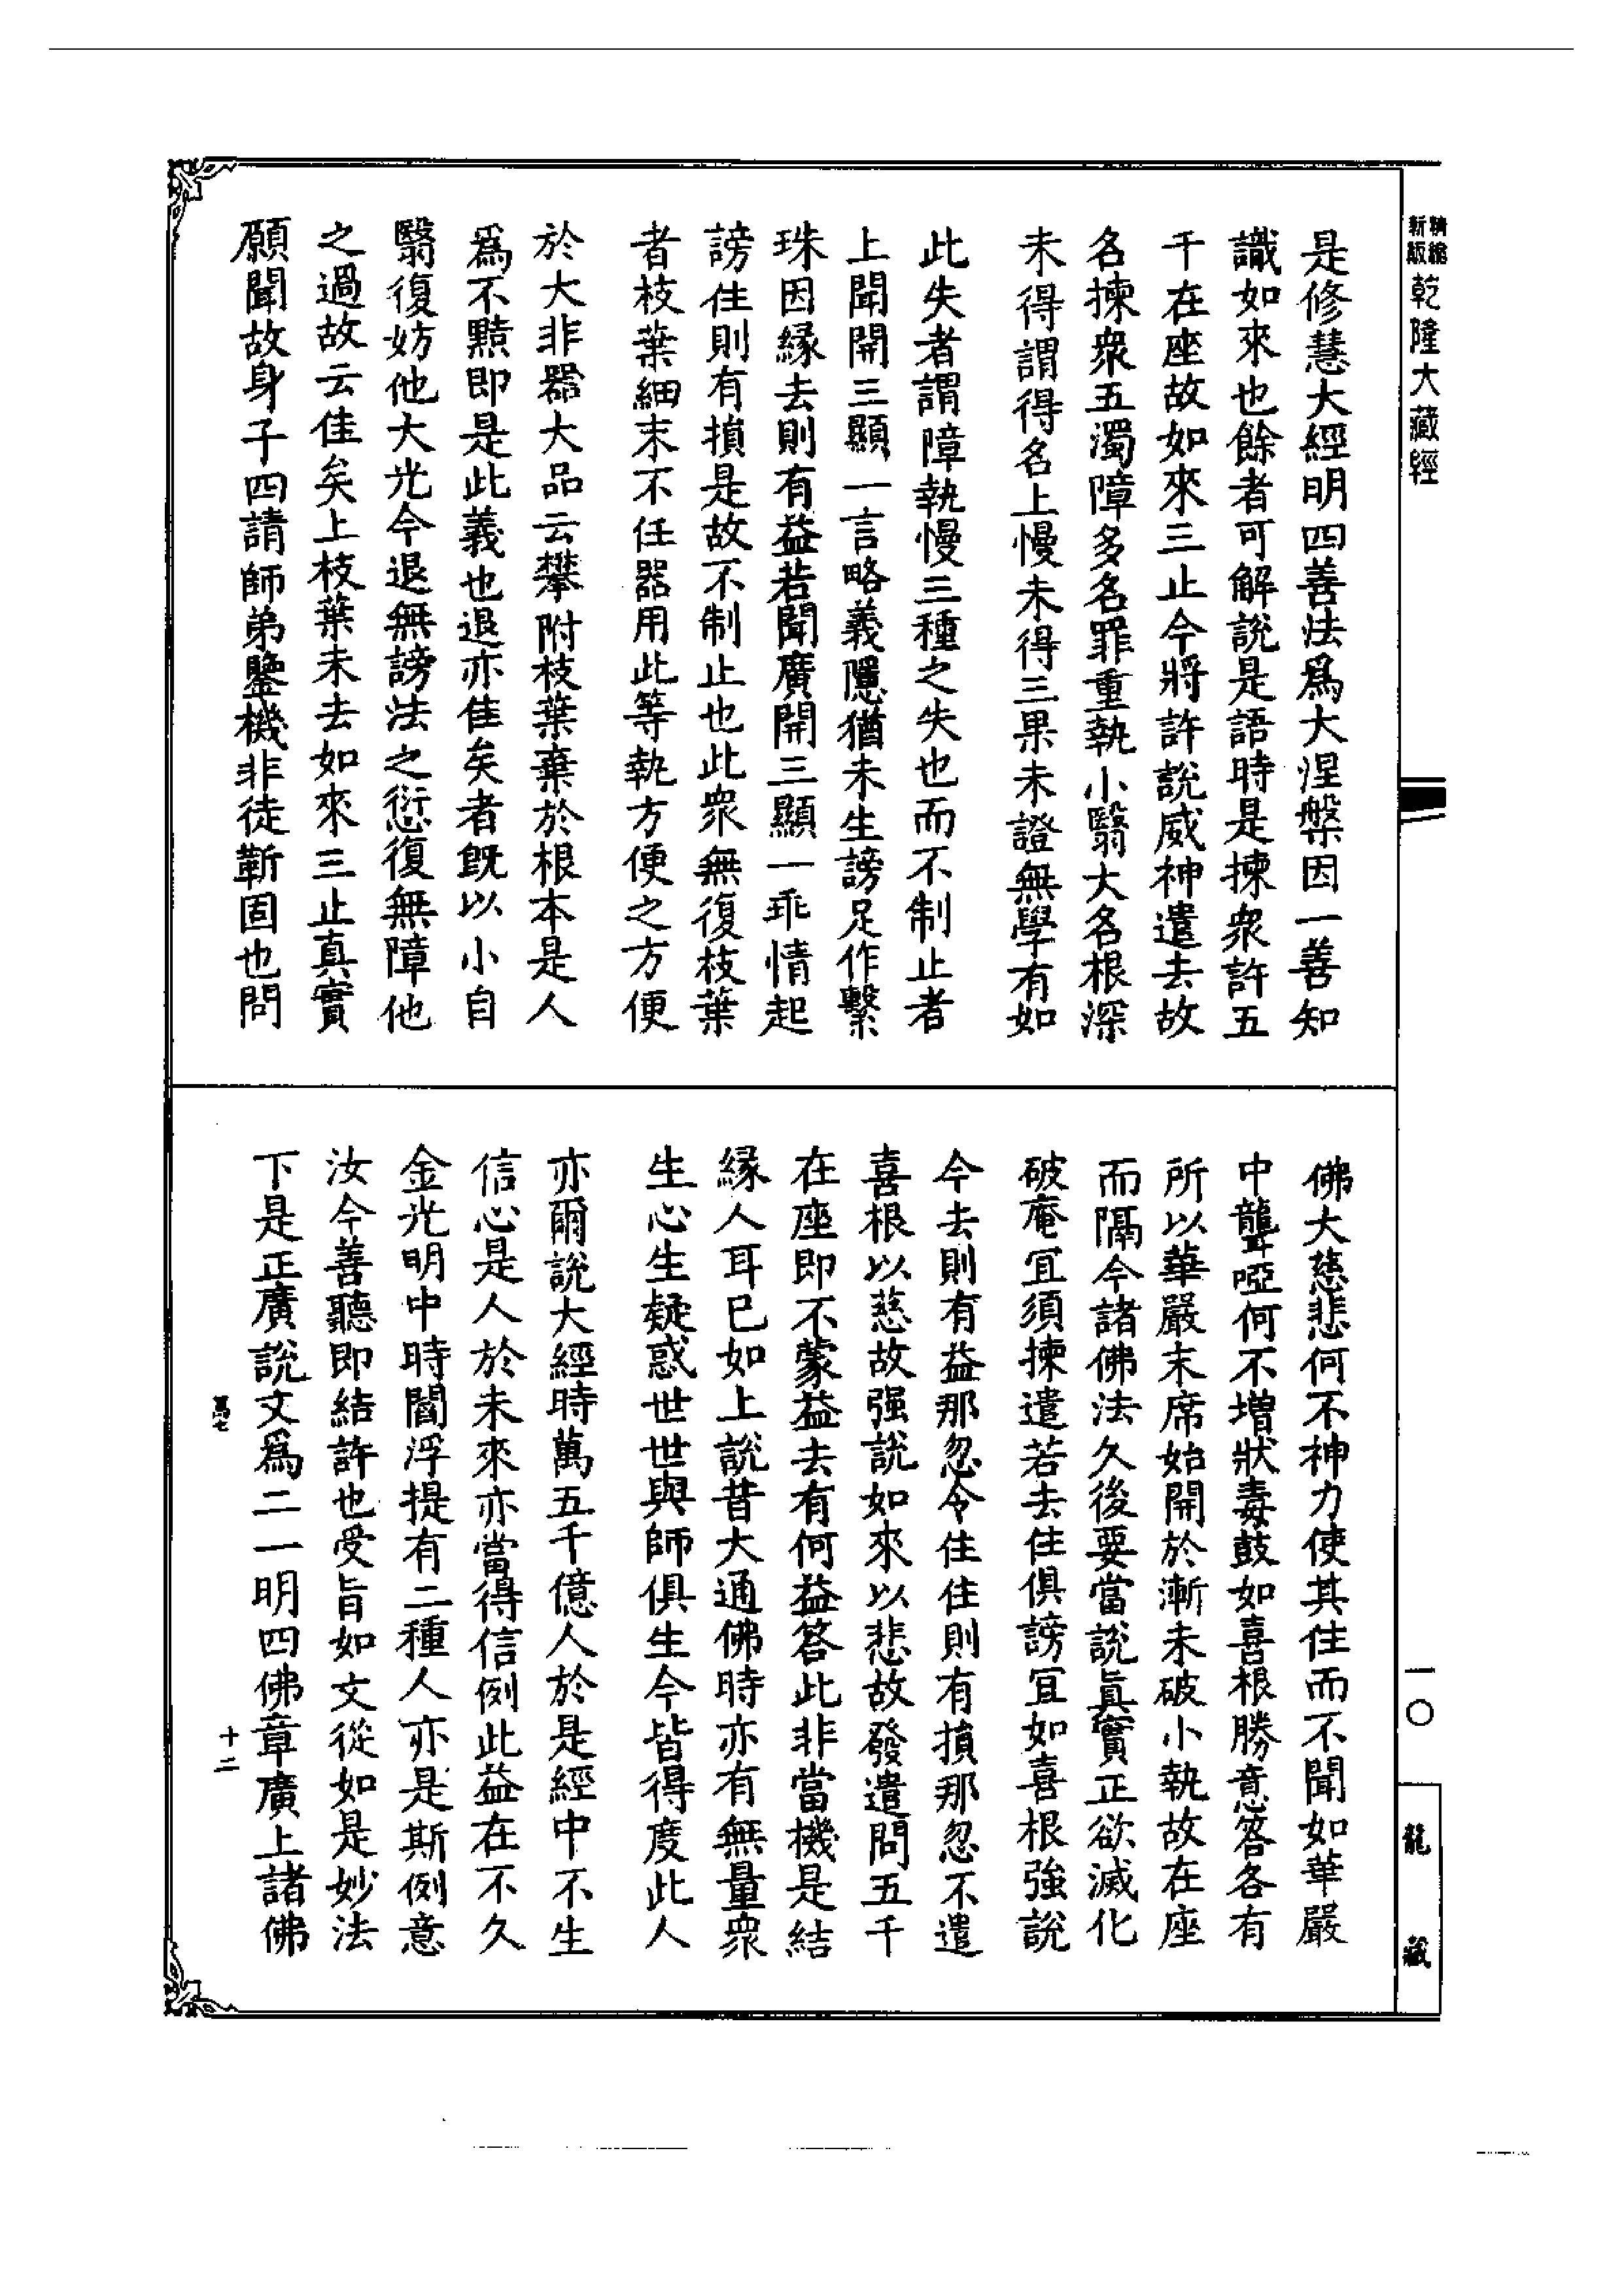 精縮
新版
乾隆大藏經
是修慧大經明四善法爲大涅槃因一善知
識如來也餘者可解說是語時是揀衆許五
千在座故如來三止今將許說威神遣去故
名揀衆五濁障多名罪重執小翳大名根深
未得謂得名上慢未得三果未證無學有如
此失者謂障執慢三種之失也而不制止者
上聞開三顯一言略義隱猶未生謗足作繫
珠因緣去則有益若聞廣開三顯一乖情起
謗住則有損是故不制止也此衆無復枝葉
者枝葉細末不任器用此等執方便之方便
於大非器大品云攀附枝葉棄於根本是人
爲不黠即是此義也退亦佳矣者旣以小自
翳復妨他大光今退無謗法之愆復無障他
之過故云佳矣上枝葉未去如來三止真實
願聞故身子四請師弟鑒機非徒靳固也問
佛大慈悲何不神力使其住而不聞如華嚴
中聾啞何不增狀毒鼓如喜根勝意答各有
所以華嚴末席始開於漸未破小執故在座
而隔今諸佛法久後要當說眞實正欲滅化
破庵宜須揀遣若去住俱謗宜如喜根強說
今去則有益那忽令住住則有損那忽不遣
喜根以慈故强說如來以悲故發遣問五千
在座即不蒙益去有何益答此非當機是結
緣人耳已如上說昔大通佛時亦有無量衆
生心生疑惑世世與師俱生今皆得度此人
亦爾說大經時萬五千億人於是經中不生
信心是人於未來亦當得信例此益在不久
金光明中時閻浮提有二種人亦是斯例意
汝今善聽即結許也受旨如文從如是妙法
下是正廣說文爲二一明四佛章廣上諸佛
萬七
十二
一〇
龍藏